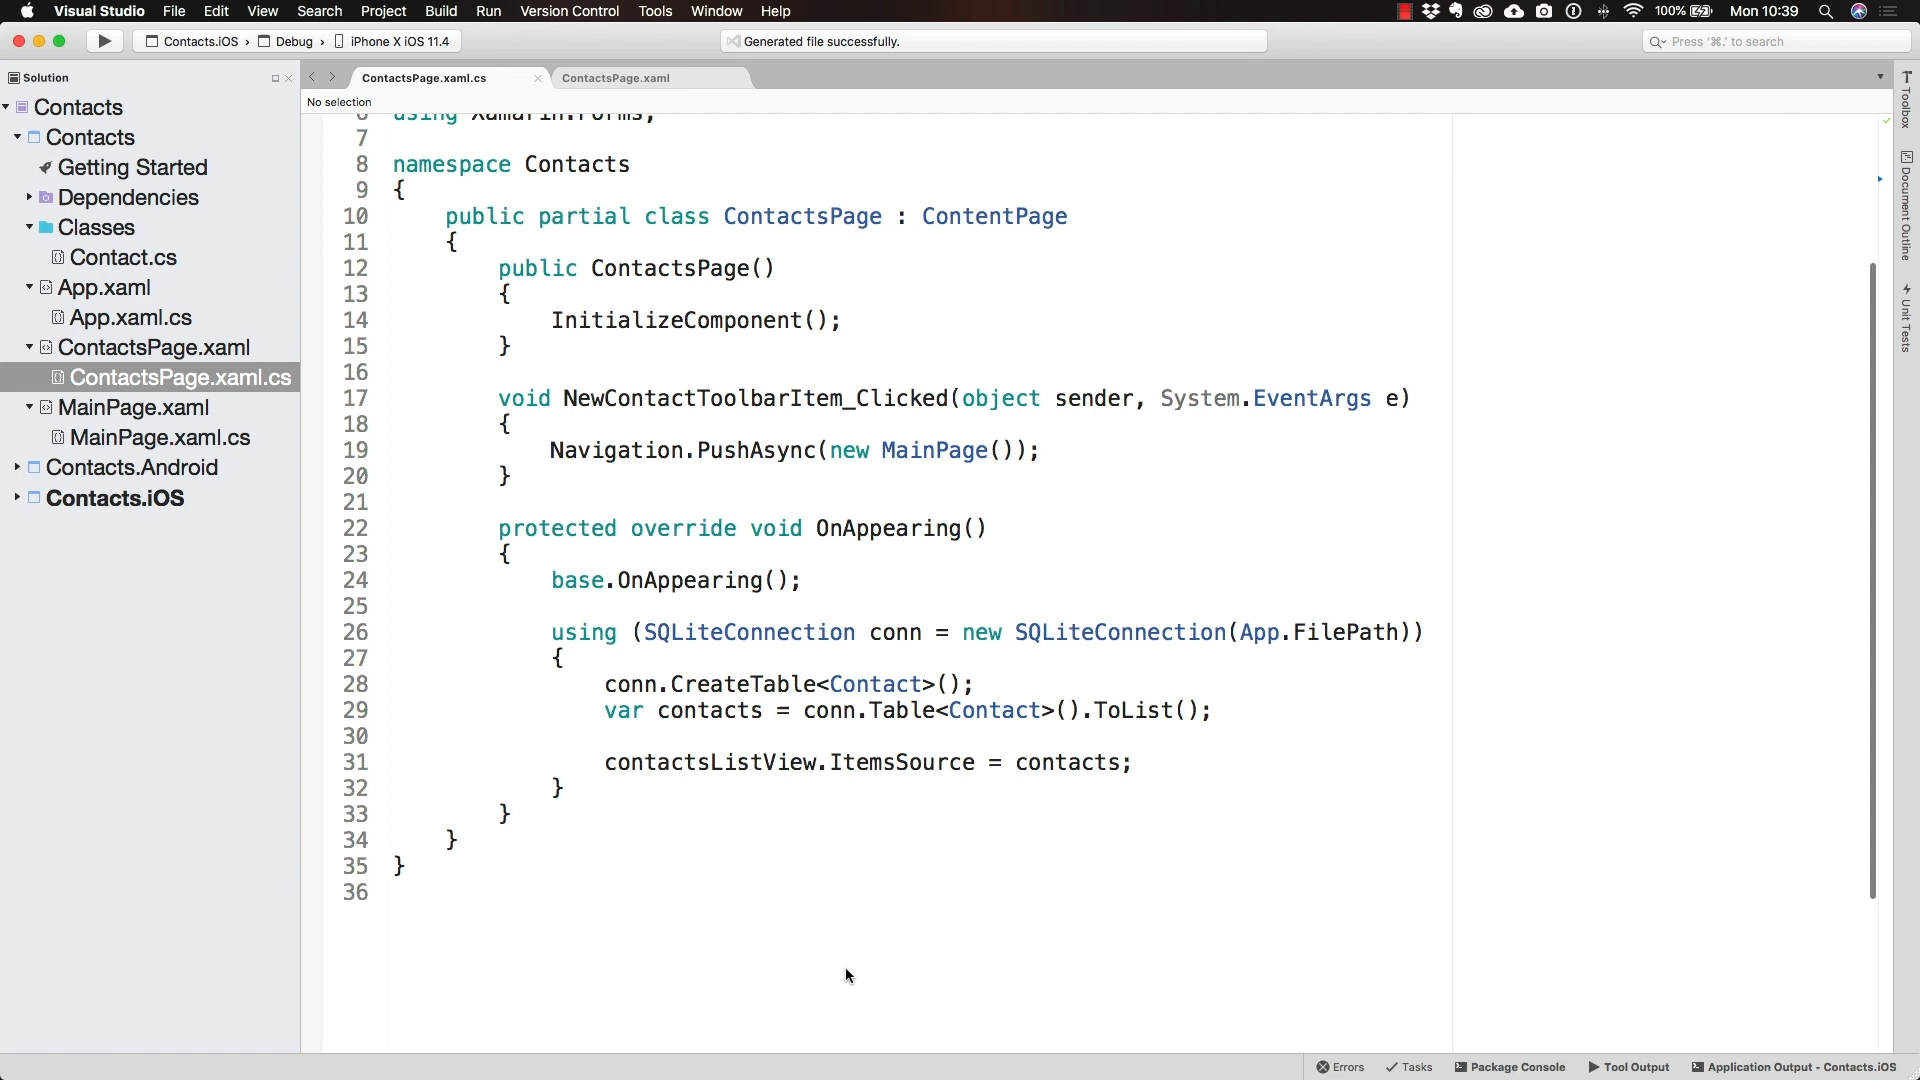 Visual Studio File Edit View Search Project Build Run Version Control Tools Window Help 100% Mon 10:39
Contacts.iOS › Debug › iPhone X iOS 11.4 Generated file successfully. Press '⌘.' to search
Solution
Contacts
Contacts
Getting Started
Dependencies
Classes
Contact.cs
App.xaml
App.xaml.cs
ContactsPage.xaml
ContactsPage.xaml.cs
MainPage.xaml
MainPage.xaml.cs
Contacts.Android
Contacts.iOS
ContactsPage.xaml.cs ContactsPage.xaml
No selection
6 using Xamarin.Forms;
7
8 namespace Contacts
9 {
10 public partial class ContactsPage : ContentPage
11 {
12 public ContactsPage()
13 {
14 InitializeComponent();
15 }
16
17 void NewContactToolbarItem_Clicked(object sender, System.EventArgs e)
18 {
19 Navigation.PushAsync(new MainPage());
20 }
21
22 protected override void OnAppearing()
23 {
24 base.OnAppearing();
25
26 using (SQLiteConnection conn = new SQLiteConnection(App.FilePath))
27 {
28 conn.CreateTable<Contact>();
29 var contacts = conn.Table<Contact>().ToList();
30
31 contactsListView.ItemsSource = contacts;
32 }
33 }
34 }
35 }
36
Toolbox
Document Outline
Unit Tests
Errors Tasks Package Console Tool Output Application Output - Contacts.iOS